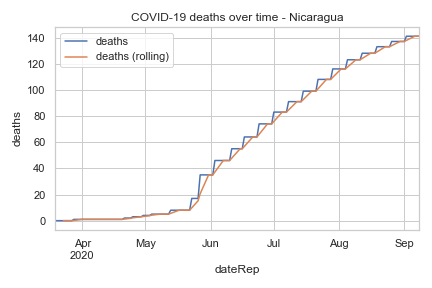 COVID-19 deaths over time - Nicaragua
deaths
deaths (rolling)
140
120
100
80
60
40
20
0
deaths
Apr
2020
May
Jun
Jul
Aug
Sep
dateRep